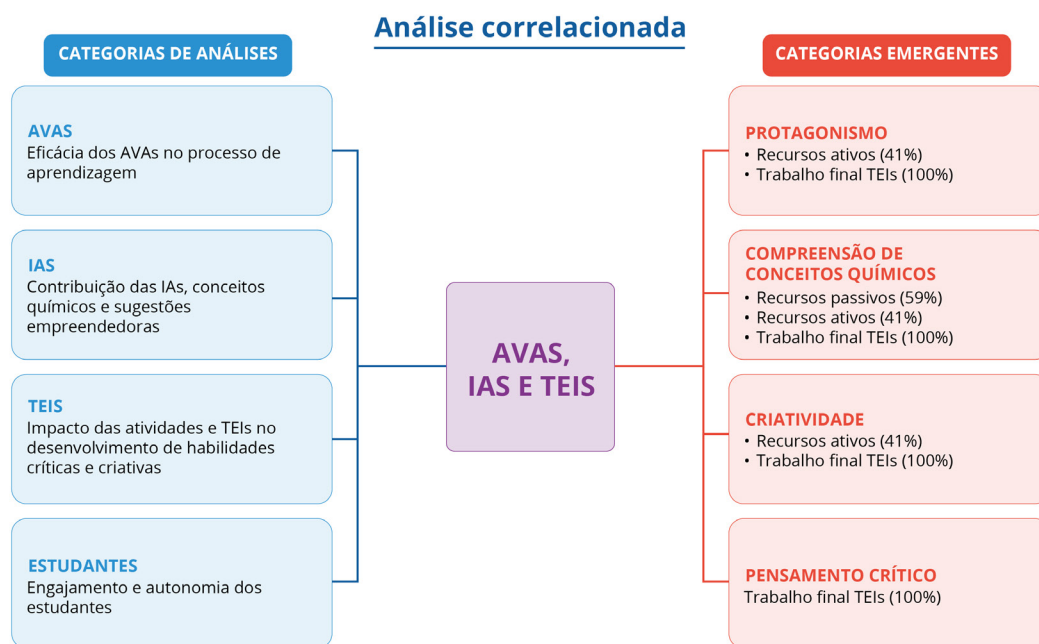 Análise correlacionada
CATEGORIAS DE ANÁLISES
AVAS
Eficácia dos AVAs no processo de
aprendizagem
IAS
Contribuição das IAs, conceitos
químicos e sugestões
empreendedoras
TEIS
Impacto das atividades e TEIs no
desenvolvimento de habilidades
críticas e criativas
ESTUDANTES
Engajamento e autonomia dos
estudantes
AVAS,
IAS E TEIS
CATEGORIAS EMERGENTES
PROTAGONISMO
• Recursos ativos (41%)
• Trabalho final TEIs (100%)
COMPREENSÃO DE
CONCEITOS QUÍMICOS
• Recursos passivos (59%)
• Recursos ativos (41%)
• Trabalho final TEIs (100%)
CRIATIVIDADE
• Recursos ativos (41%)
• Trabalho final TEIs (100%)
PENSAMENTO CRÍTICO
Trabalho final TEIs (100%)